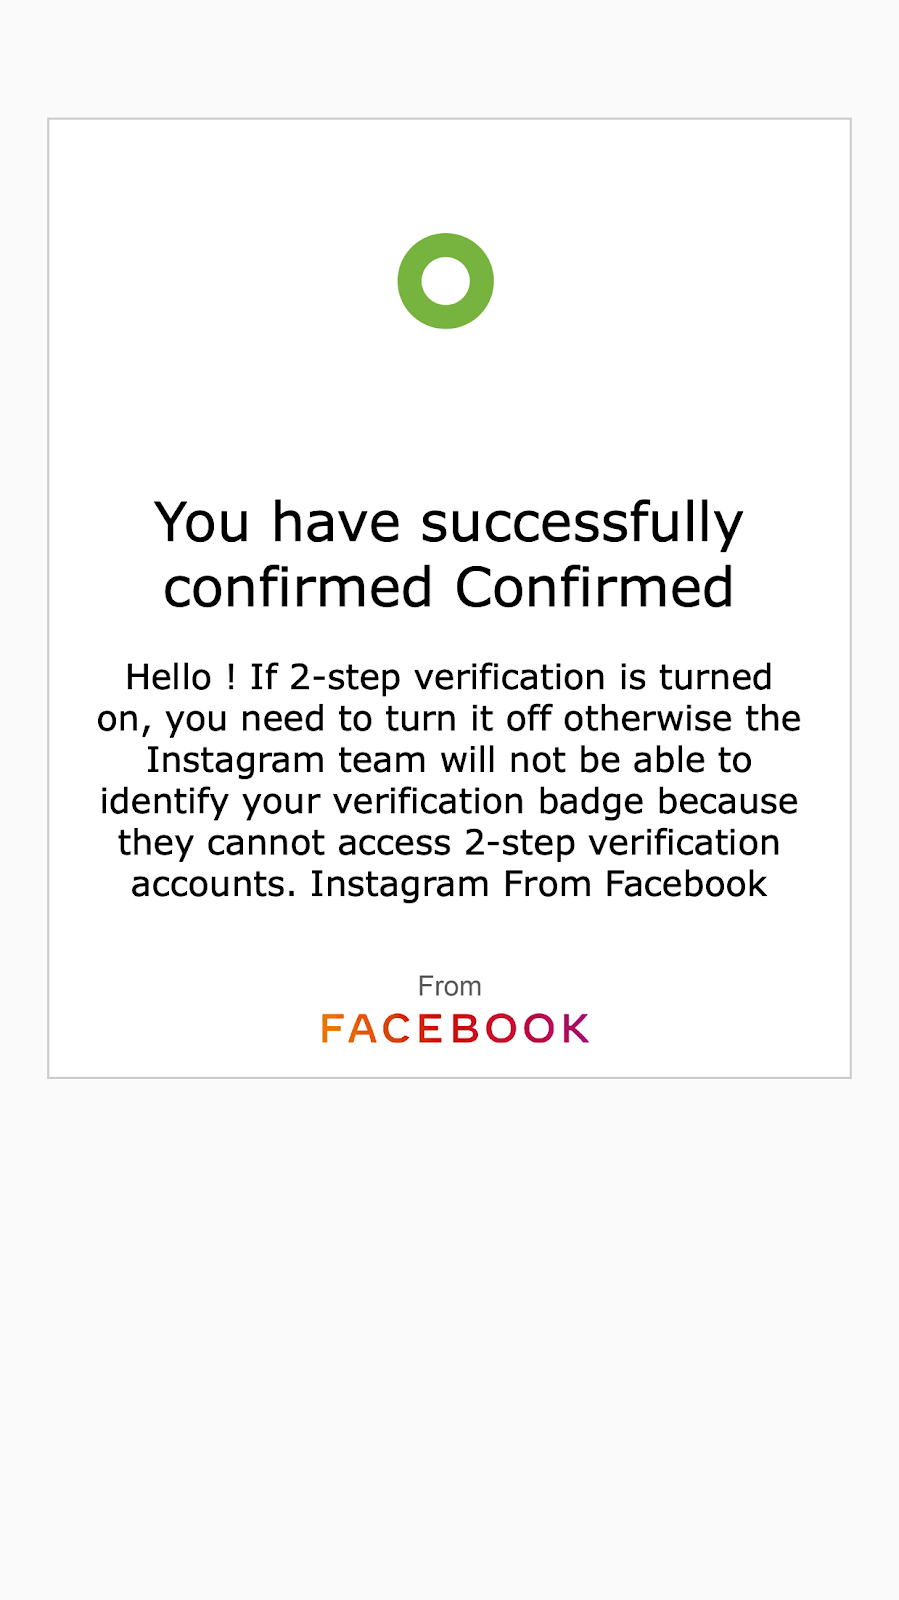 You have successfully
confirmed Confirmed
Hello ! If 2-step verification is turned
on, you need to turn it off otherwise the
Instagram team will not be able to
identify your verification badge because
they cannot access 2-step verification
accounts. Instagram From Facebook
From
FACEBOOK